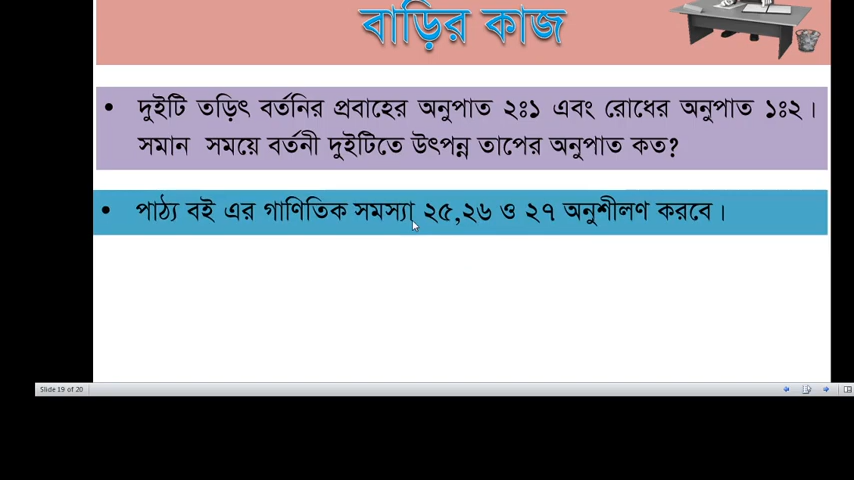 বাড়ির কাজ
• দুইটি তড়িৎ বর্তনির প্রবাহের অনুপাত ২ঃ১ এবং রোধের অনুপাত ১ঃ২।
সমান সময়ে বর্তনী দুইটিতে উৎপন্ন তাপের অনুপাত কত?
• পাঠ্য বই এর গাণিতিক সমস্যা ২৫,২৬ ও ২৭ অনুশীলণ করবে।
Slide 19 of 20